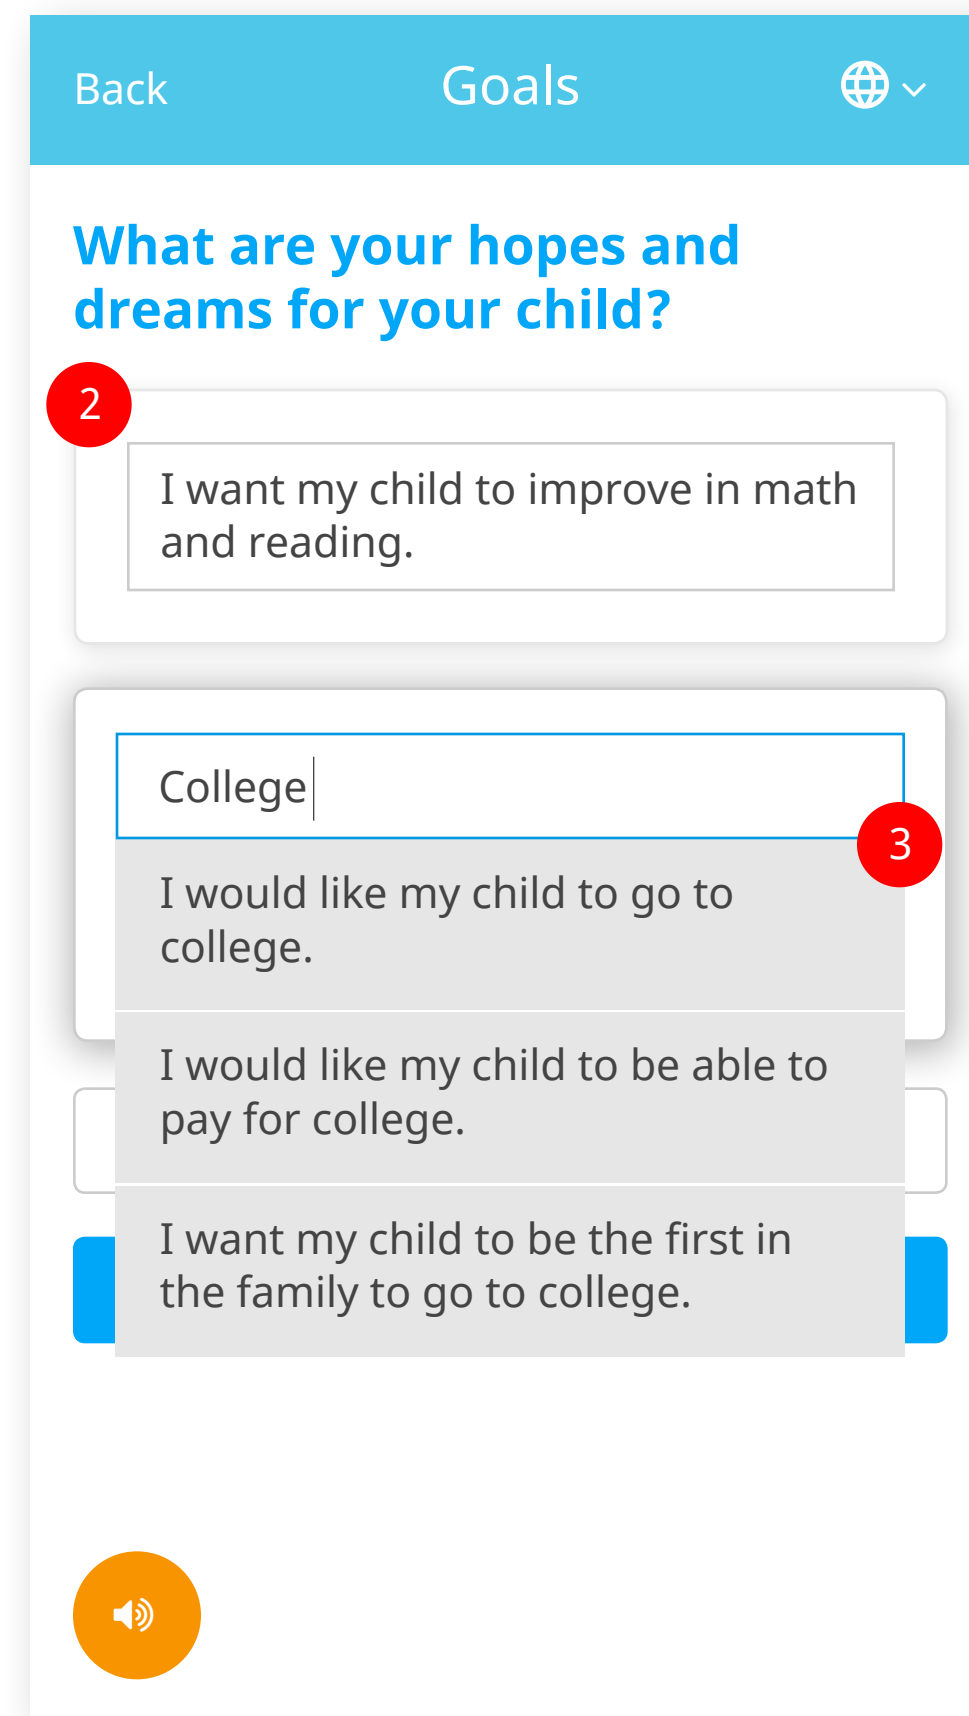 Back
Goals
What are your hopes and
dreams for your child?
2
I want my child to improve in math
and reading.
College
3
I would like my child to go to
college.
I would like my child to be able to
pay for college.
I want my child to be the first in
the family to go to college.